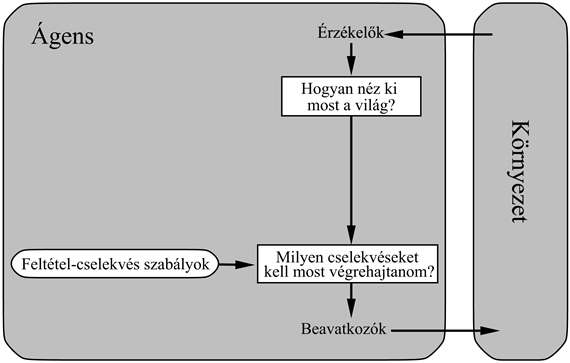 Ágens
Érzékelők
Hogyan néz ki
most a világ?
Környezet
Feltétel-cselekvés szabályok
Milyen cselekvéseket
kell most végrehajtanom?
Beavatkozók